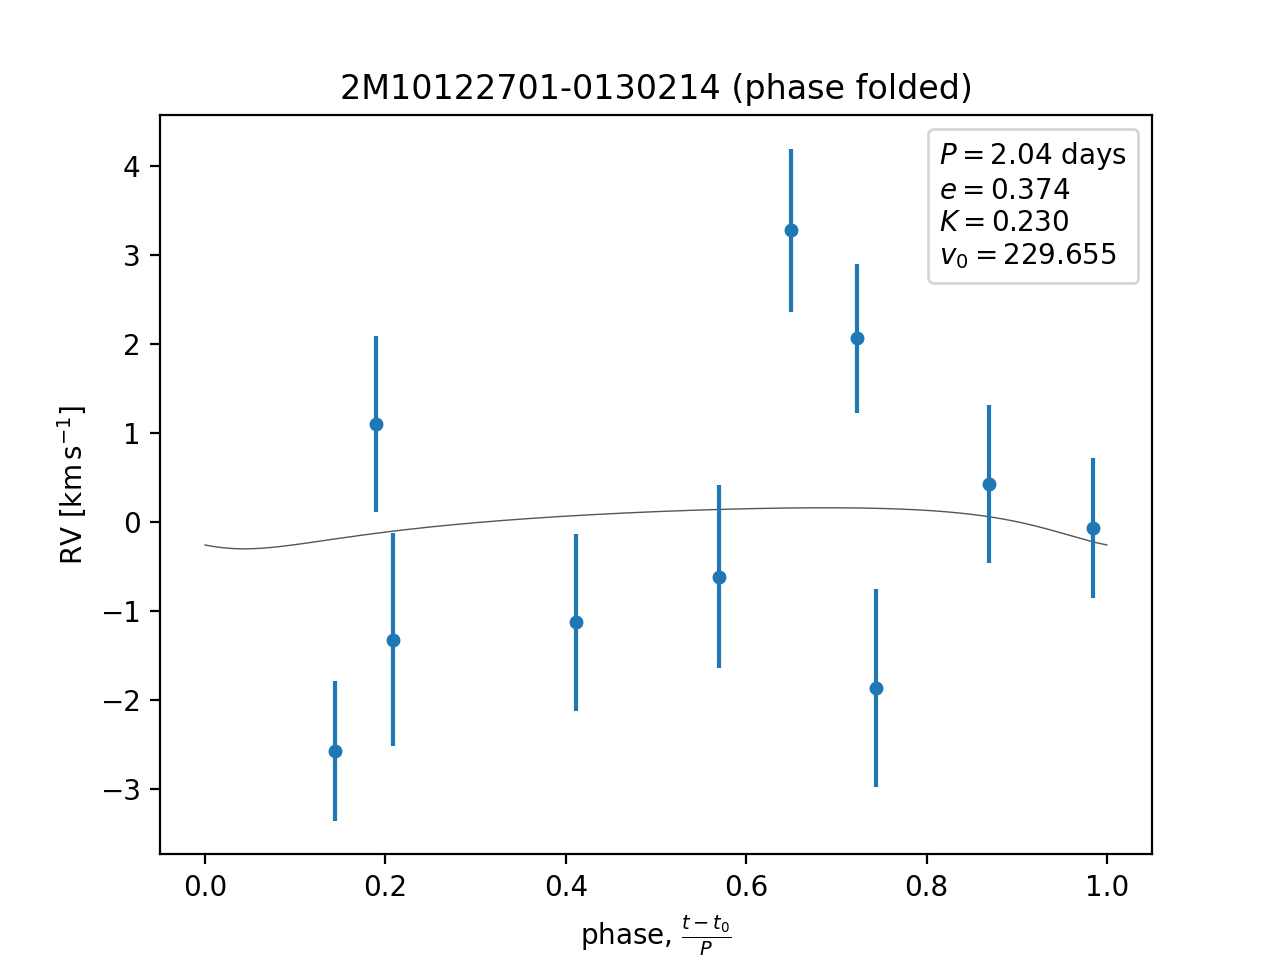 2M10122701-0130214 (phase folded)
P = 2.04 days
e = 0.374
K = 0.230
v₀ = 229.655
4
3
2
1
0
−1
−2
−3
RV [km s⁻¹]
0.0 0.2 0.4 0.6 0.8 1.0
phase, (t − t₀)/P